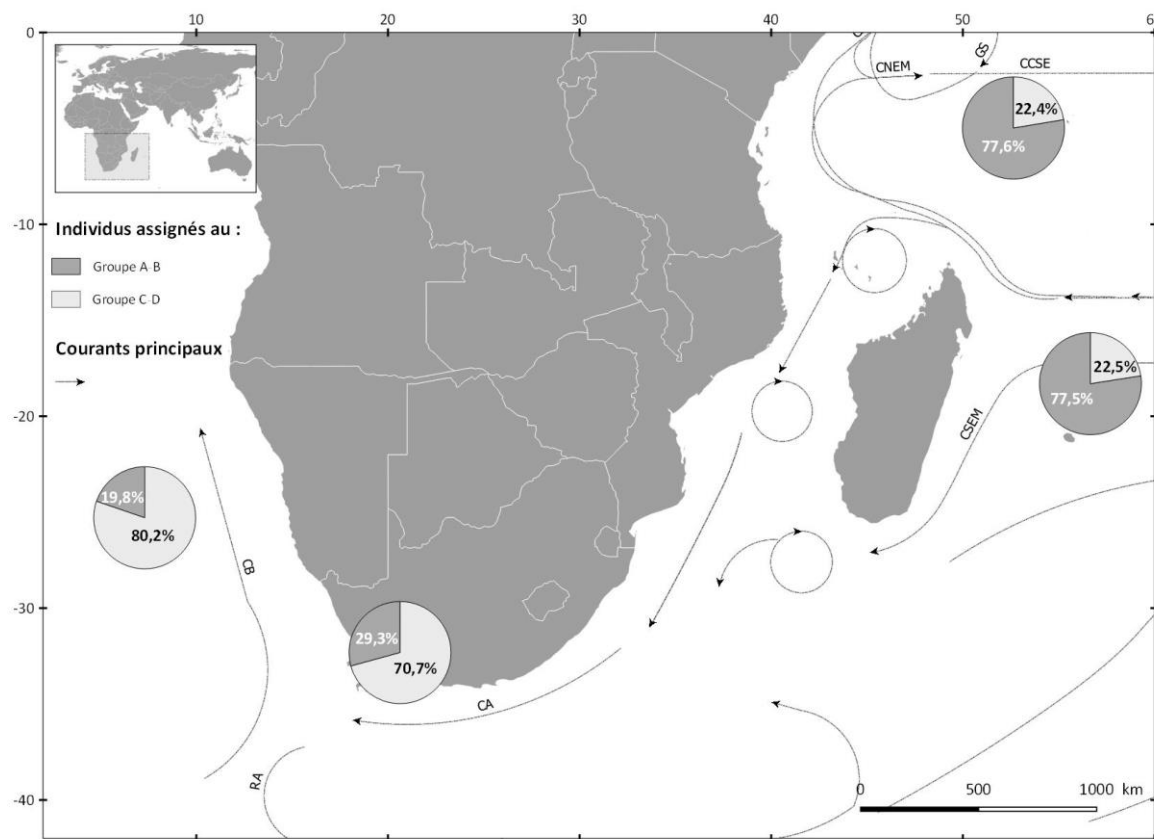 10
20
30
40
50
0
-10
-20
-30
-40
Individus assignés au :
Groupe A-B
Groupe C-D
Courants principaux
CNEM
GS
CCSE
22,4%
77,6%
22,5%
77,5%
CSEM
19,8%
80,2%
CB
29,3%
70,7%
CA
RA
0
500
1000 km